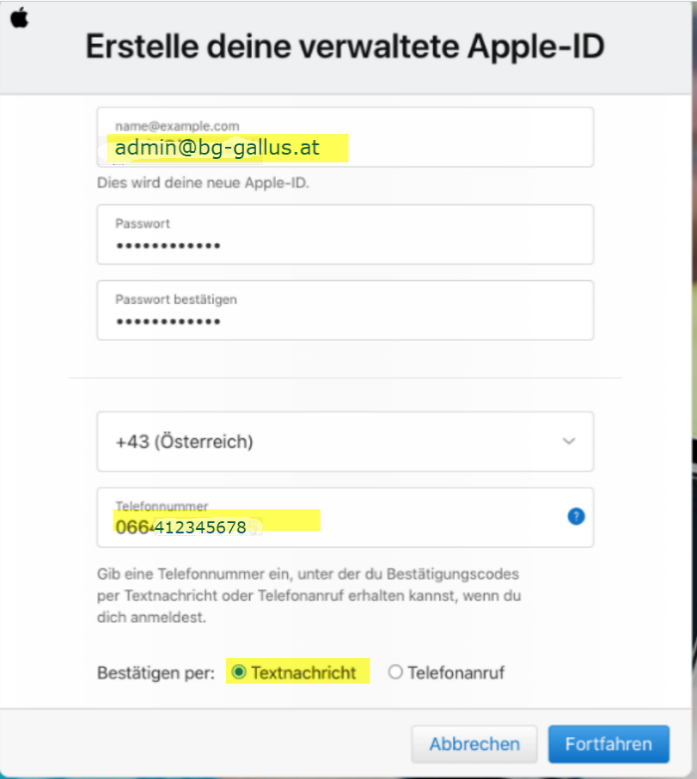 Erstelle deine verwaltete Apple-ID
name@example.com
admin@bg-gallus.at
Dies wird deine neue Apple-ID.
Passwort
••••••••••••
Passwort bestätigen
••••••••••••
+43 (Österreich)
Telefonnummer
066412345678
?
Gib eine Telefonnummer ein, unter der du Bestätigungscodes
per Textnachricht oder Telefonanruf erhalten kannst, wenn du
dich anmeldest.
Bestätigen per: Textnachricht Telefonanruf
Abbrechen Fortfahren